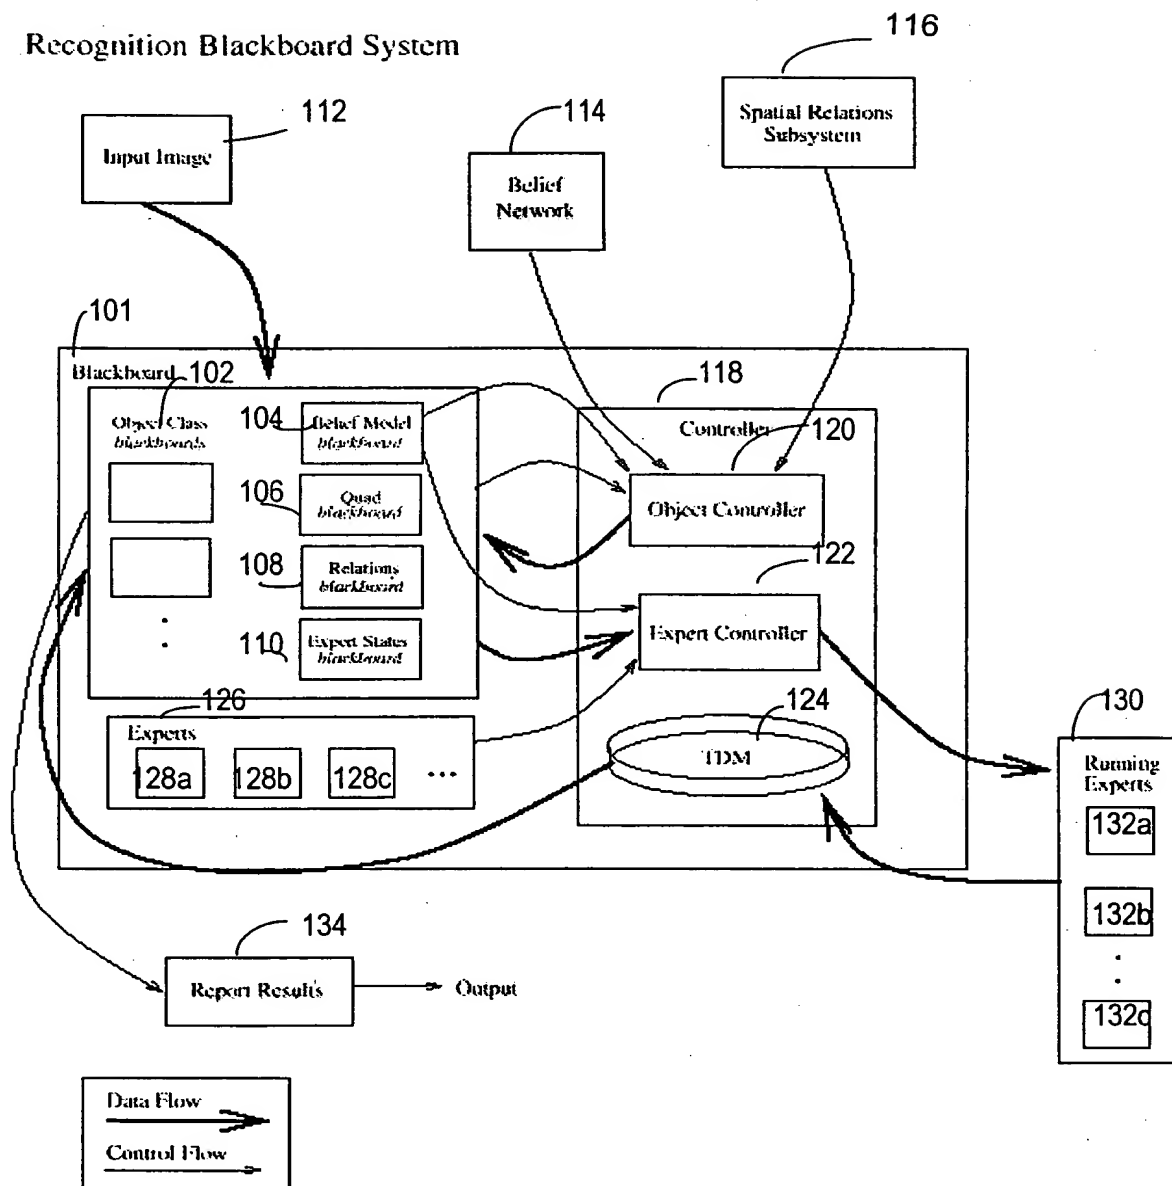 Recognition Blackboard System
116
112
Input Image
114
Belief
Network
Spatial Relations
Subsystem
101
Blackboard
102
Object Class
blackboards
104
Belief Model
blackboard
106
Quad
blackboard
108
Relations
blackboard
110
Expert States
blackboard
118
Controller
120
Object Controller
122
Expert Controller
124
TDM
126
Experts
128a
128b
128c
...
130
Running
Experts
132a
132b
132c
134
Report Results
Output
Data Flow
Control Flow